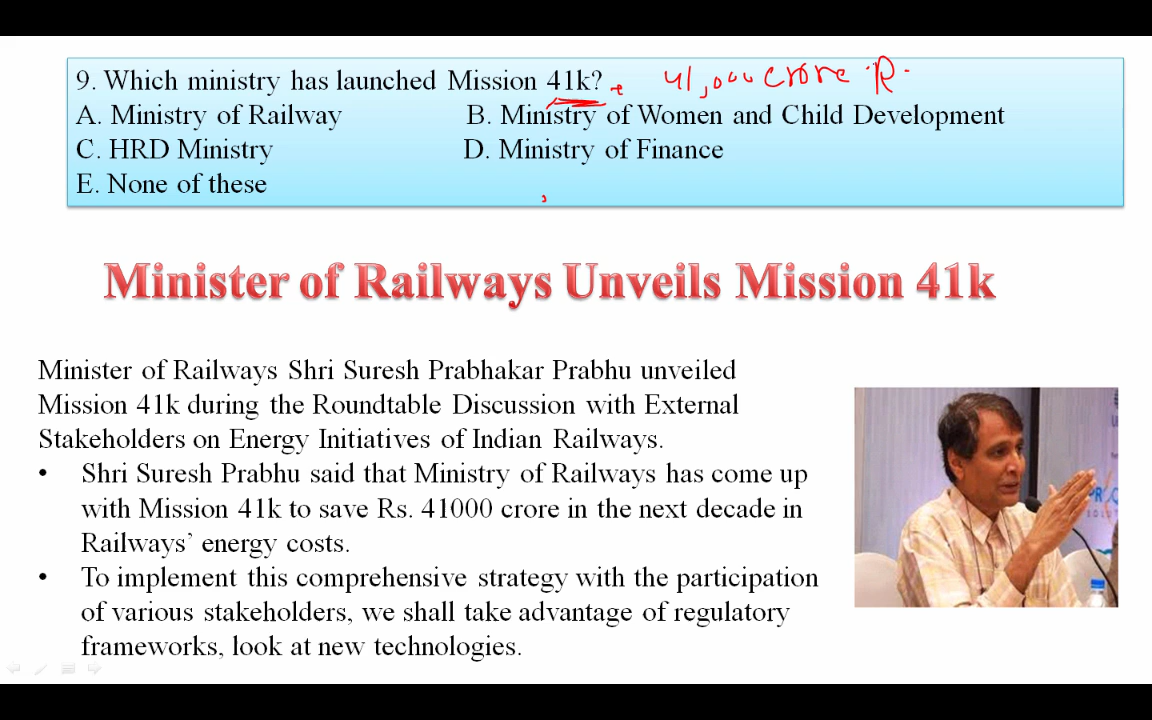 9. Which ministry has launched Mission 41k? 41,000 crore R.
A. Ministry of Railway B. Ministry of Women and Child Development
C. HRD Ministry D. Ministry of Finance
E. None of these
Minister of Railways Unveils Mission 41k
Minister of Railways Shri Suresh Prabhakar Prabhu unveiled
Mission 41k during the Roundtable Discussion with External
Stakeholders on Energy Initiatives of Indian Railways.
• Shri Suresh Prabhu said that Ministry of Railways has come up
with Mission 41k to save Rs. 41000 crore in the next decade in
Railways’ energy costs.
• To implement this comprehensive strategy with the participation
of various stakeholders, we shall take advantage of regulatory
frameworks, look at new technologies.